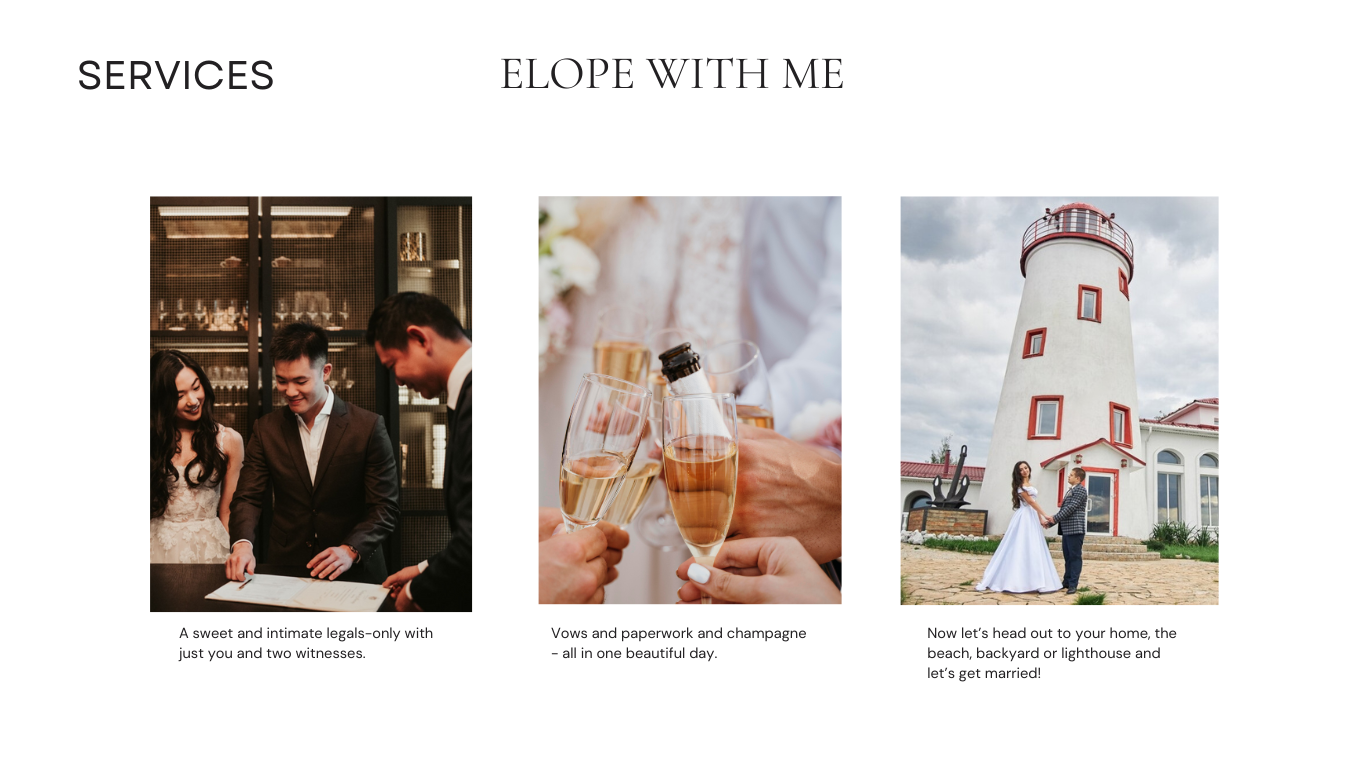 SERVICES
ELOPE WITH ME
A sweet and intimate legals-only with
just you and two witnesses.
Vows and paperwork and champagne
- all in one beautiful day.
Now let’s head out to your home, the
beach, backyard or lighthouse and
let’s get married!